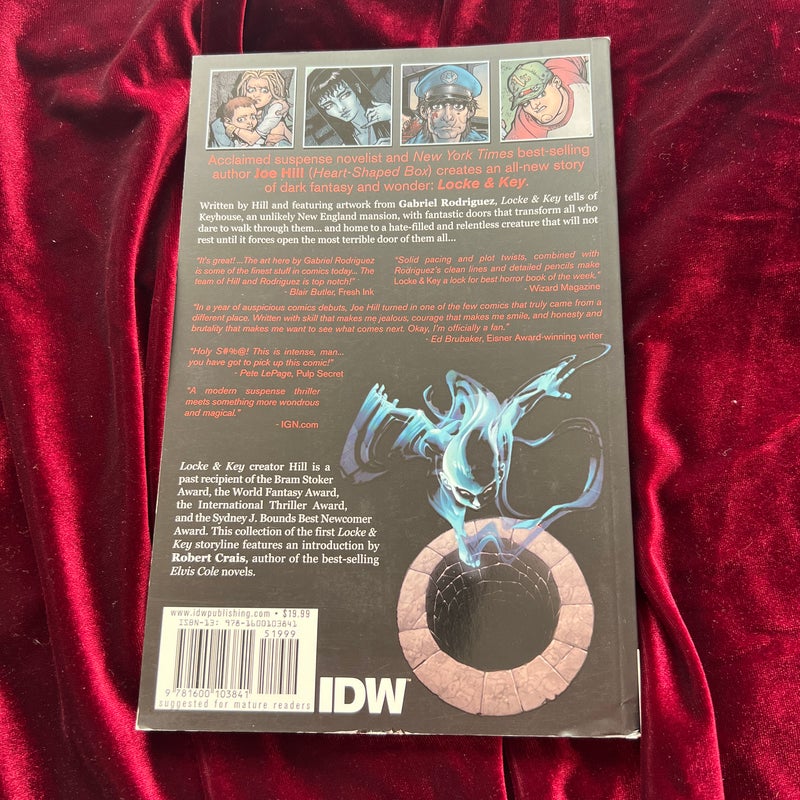 Acclaimed suspense novelist and New York Times best-selling
author Joe Hill (Heart-Shaped Box) creates an all-new story
of dark fantasy and wonder: Locke & Key.
Written by Hill and featuring artwork from Gabriel Rodriguez, Locke & Key tells of
Keyhouse, an unlikely New England mansion, with fantastic doors that transform all who
dare to walk through them... and home to a hate-filled and relentless creature that will not
rest until it forces open the most terrible door of them all...
"It's great! ...The art here by Gabriel Rodriguez
is some of the finest stuff in comics today... The
team of Hill and Rodriguez is top notch!"
- Blair Butler, Fresh Ink
"Solid pacing and plot twists, combined with
Rodriguez's clean lines and detailed pencils make
Locke & Key a lock for best horror book of the week."
- Wizard Magazine
"In a year of auspicious comics debuts, Joe Hill turned in one of the few comics that truly came from a
different place. Written with skill that makes me jealous, courage that makes me smile, and honesty and
brutality that makes me want to see what comes next. Okay, I'm officially a fan."
- Ed Brubaker, Eisner Award-winning writer
"Holy S#%@! This is intense, man...
you have got to pick up this comic!"
- Pete LePage, Pulp Secret
"A modern suspense thriller
meets something more wondrous
and magical."
- IGN.com
Locke & Key creator Hill is a
past recipient of the Bram Stoker
Award, the World Fantasy Award,
the International Thriller Award,
and the Sydney J. Bounds Best Newcomer
Award. This collection of the first Locke &
Key storyline features an introduction by
Robert Crais, author of the best-selling
Elvis Cole novels.
www.idwpublishing.com • $19.99
ISBN-13: 978-1600103841
51999
9 781600 103841
suggested for mature readers
IDW™